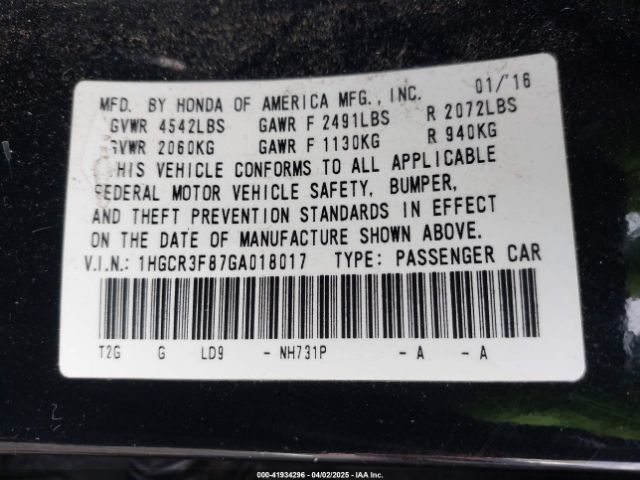 MFD. BY HONDA OF AMERICA MFG., INC. 01/'16
GVWR 4542LBS GAWR F 2491LBS R 2072LBS
GVWR 2060KG GAWR F 1130KG R 940KG
THIS VEHICLE CONFORMS TO ALL APPLICABLE
FEDERAL MOTOR VEHICLE SAFETY, BUMPER,
AND THEFT PREVENTION STANDARDS IN EFFECT
ON THE DATE OF MANUFACTURE SHOWN ABOVE.
V.I.N.: 1HGCR3F87GA018017 TYPE: PASSENGER CAR
T2G G LD9 - NH731P - A - A
© 000-41934296 04/02/2025 IAA Inc.